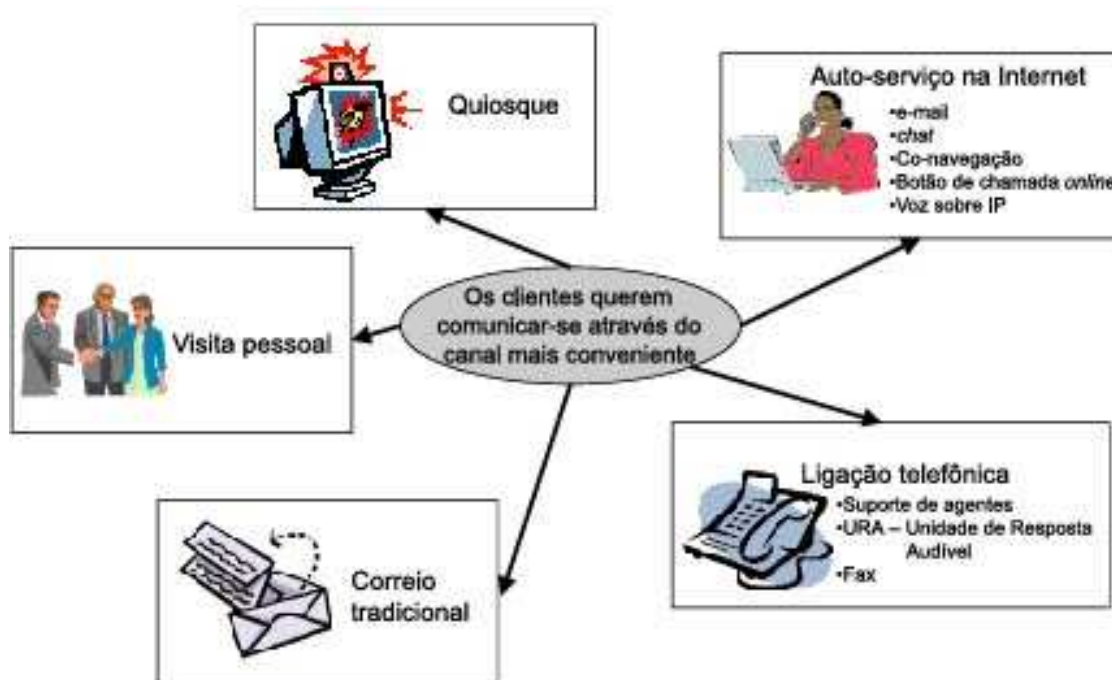 Quiosque
Auto-serviço na Internet
•e-mail
•chat
•Co-navegação
•Botão de chamada online
•Voz sobre IP
Os clientes querem
comunicar-se através do
canal mais conveniente
Visita pessoal
Ligação telefônica
•Suporte de agentes
•URA – Unidade de Resposta
Audível
•Fax
Correio
tradicional